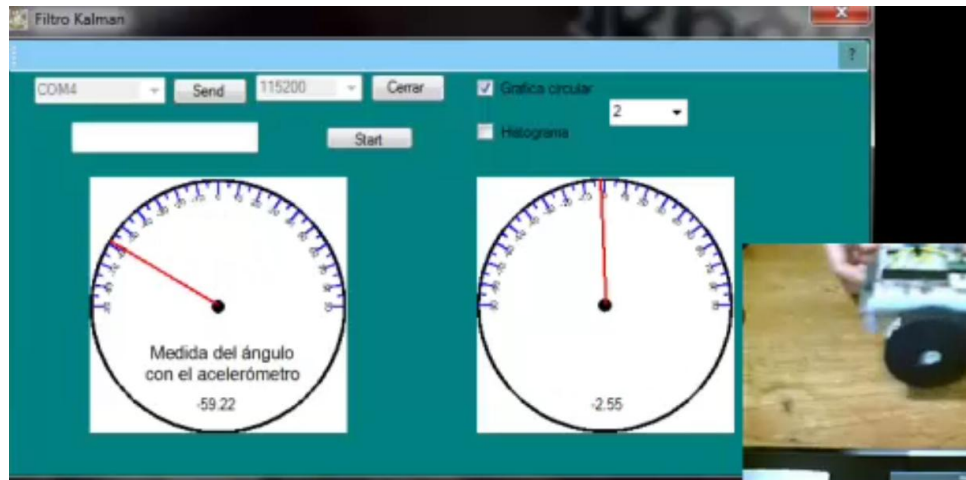 Filtro Kalman
?
COM4
Send
115200
Cerrar
Grafica circular
2
Start
Histograma
Medida del ángulo
con el acelerómetro
-59.22
-2.55